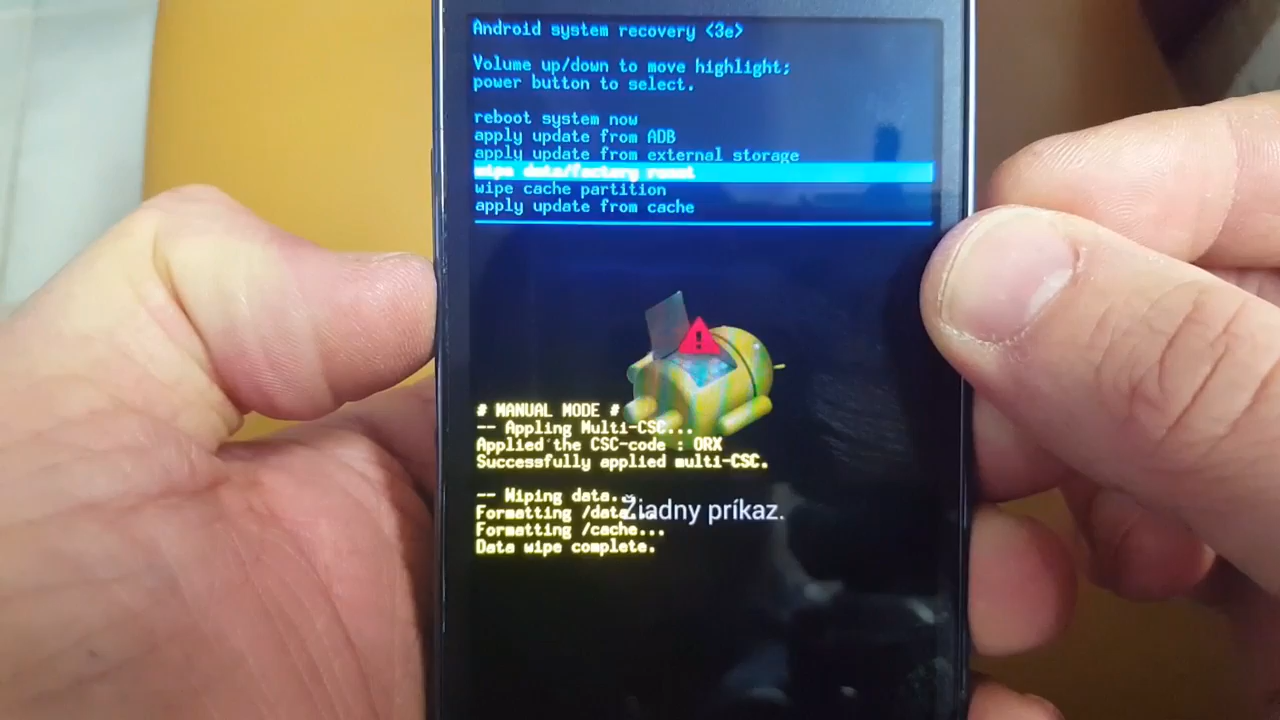 Android system recovery <3e>
Volume up/down to move highlight;
power button to select.
reboot system now
apply update from ADB
apply update from external storage
wipe data/factory reset
wipe cache partition
apply update from cache
# MANUAL MODE #
-- Appling Multi-CSC...
Applied the CSC-code : ORX
Successfully applied multi-CSC.
-- Wiping data...
Formatting /data...
Žiadny príkaz.
Formatting /cache...
Data wipe complete.